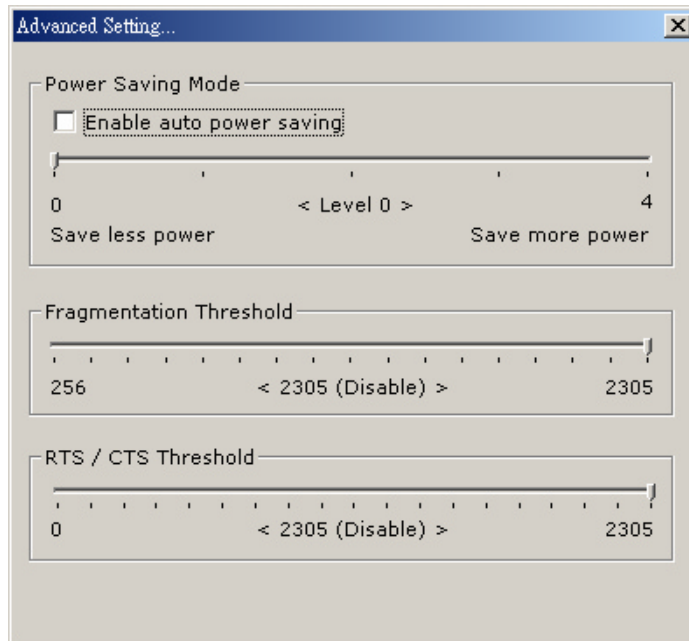 Advanced Setting...
Power Saving Mode
Enable auto power saving
0 < Level 0 > 4
Save less power Save more power
Fragmentation Threshold
256 < 2305 (Disable) > 2305
RTS / CTS Threshold
0 < 2305 (Disable) > 2305